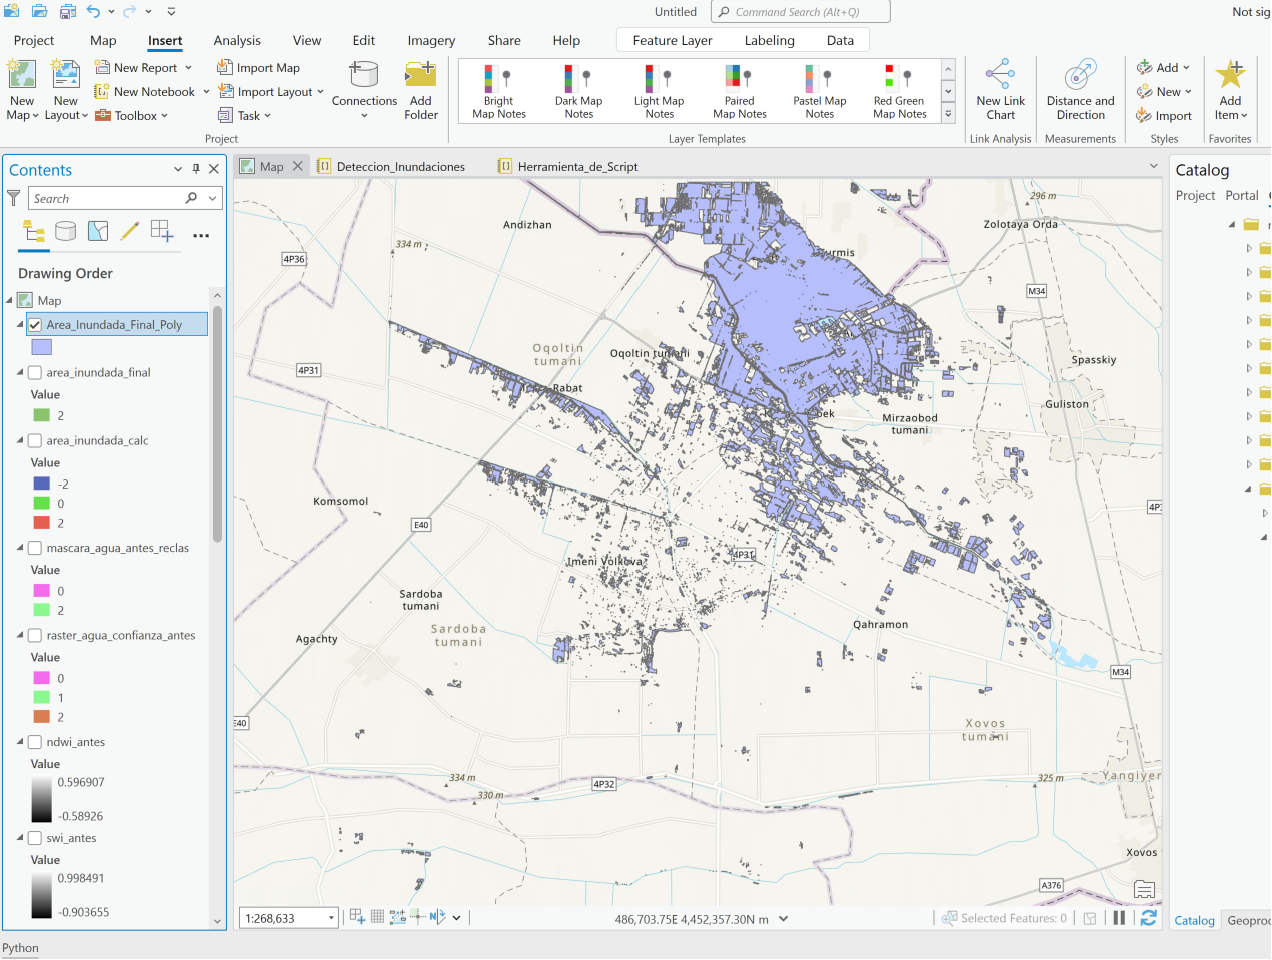 Untitled
Command Search (Alt+Q)
Project
Map
Insert
Analysis
View
Edit
Imagery
Share
Help
Feature Layer
Labeling
Data
New Map
New Layout
New Report
New Notebook
Toolbox
Import Map
Import Layout
Task
Connections
Add Folder
Project
Bright Map Notes
Dark Map Notes
Light Map Notes
Paired Map Notes
Pastel Map Notes
Red Green Map Notes
Layer Templates
New Link Chart
Link Analysis
Distance and Direction
Measurements
Add
New
Import
Styles
Add Item
Favorites
Contents
Search
Drawing Order
Map
Area_Inundada_Final_Poly
area_inundada_final
Value
2
area_inundada_calc
Value
-2
0
2
mascara_agua_antes_reclas
Value
0
2
raster_agua_confianza_antes
Value
0
1
2
ndwi_antes
Value
0.596907
-0.58926
swi_antes
Value
0.998491
-0.903655
Map
Deteccion_Inundaciones
Herramienta_de_Script
296 m
Andizhan
Zolotaya Orda
334 m
4P36
M34
Oqoltin tumani
Oqoltin tumani
Spasskiy
4P31
Rabat
Guliston
Mirzaobod tumani
Komsomol
E40
4P31
Imeni Volkova
Sardoba tumani
Qahramon
Sardoba tumani
Agachty
M34
E40
Xovos tumani
334 m
4P32
325 m
Yangiyer
330 m
Xovos
A376
1:268,633
486,703.75E 4,452,357.30N m
Selected Features: 0
Catalog
Project
Portal
Catalog
Python